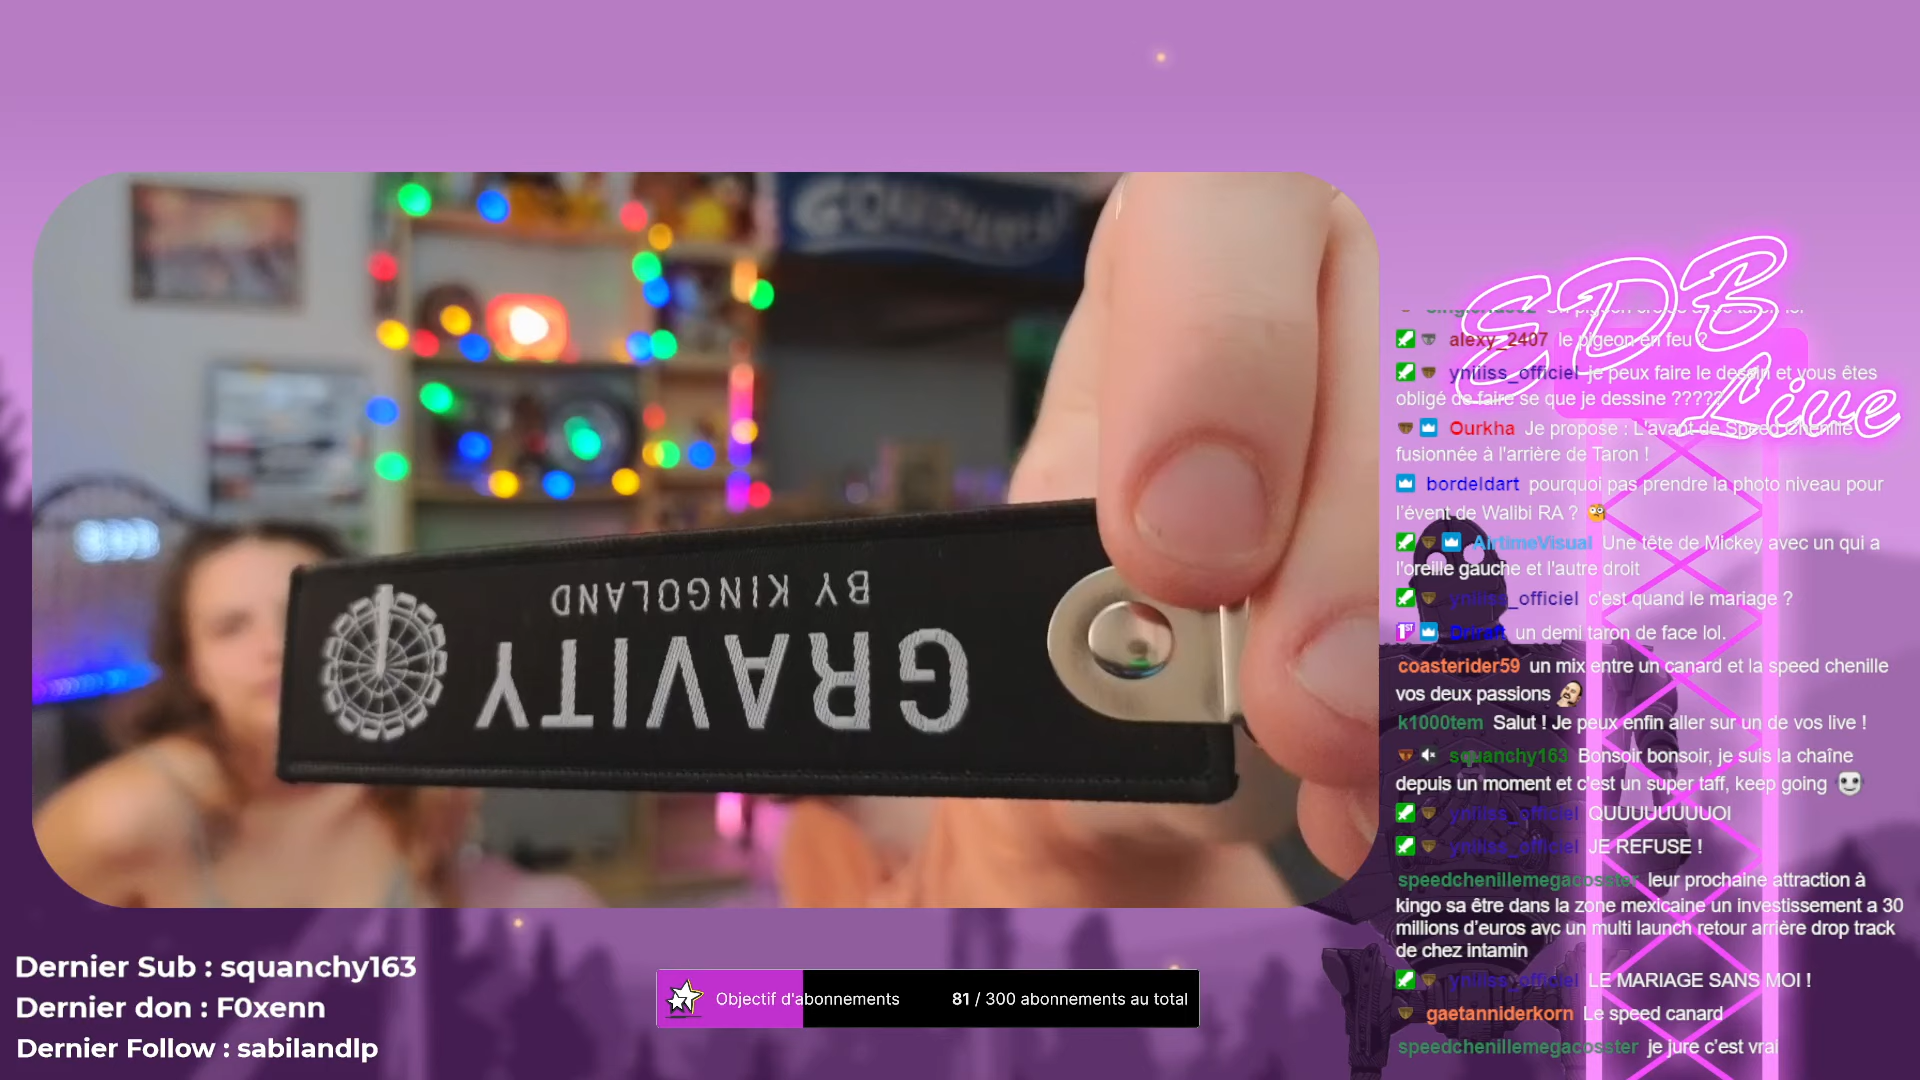 GRAVITY
BY KINGOLAND
SDB
Live
alexy_2407 le pigeon en feu ?
yniliss_officiel je peux faire le dessin et vous êtes
obligé de faire se que je dessine ?????
Ourkha Je propose : L'avant de Speed Chenille
fusionnée à l'arrière de Taron !
bordeldart pourquoi pas prendre la photo niveau pour
l'évent de Walibi RA ?
AirtimeVisual Une tête de Mickey avec un qui a
l'oreille gauche et l'autre droit
yniliss_officiel c'est quand le mariage ?
1ST Driraft un demi taron de face lol.
coasterider59 un mix entre un canard et la speed chenille
vos deux passions
k1000tem Salut ! Je peux enfin aller sur un de vos live !
squanchy163 Bonsoir bonsoir, je suis la chaîne
depuis un moment et c'est un super taff, keep going
yniliss_officiel QUUUUUUUUOI
yniliss_officiel JE REFUSE !
speedchenillemegacosster leur prochaine attraction à
kingo sa être dans la zone mexicaine un investissement a 30
millions d'euros avc un multi launch retour arrière drop track
de chez intamin
yniliss_officiel LE MARIAGE SANS MOI !
gaetanniderkorn Le speed canard
speedchenillemegacosster je jure c'est vrai
Dernier Sub : squanchy163
Dernier don : F0xenn
Dernier Follow : sabilandlp
Objectif d'abonnements 81 / 300 abonnements au total